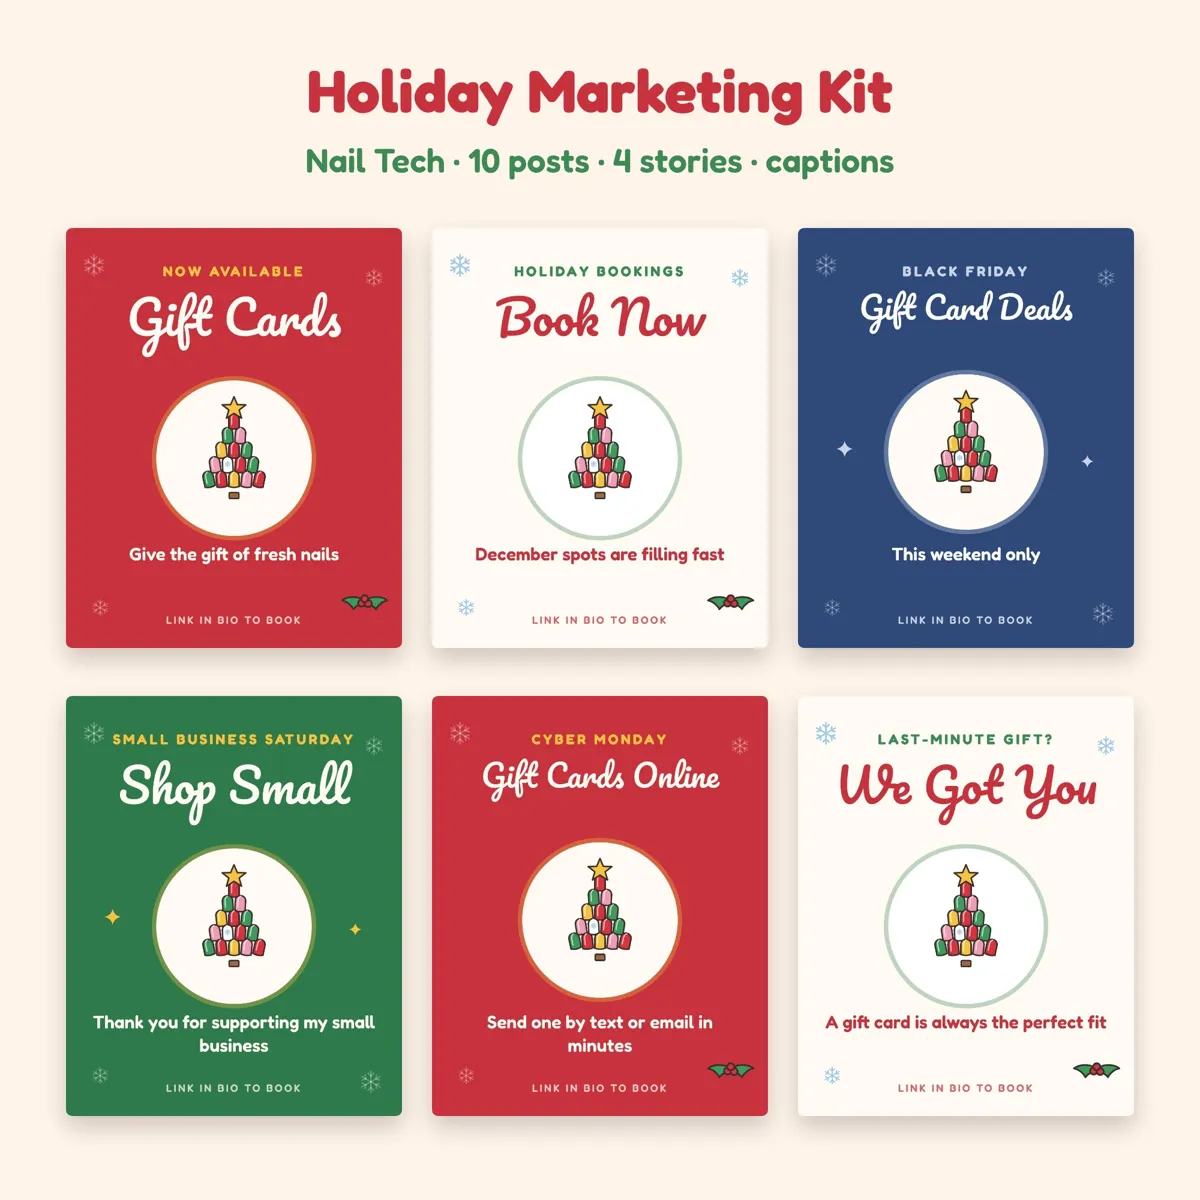 Holiday Marketing Kit
Nail Tech · 10 posts · 4 stories · captions
NOW AVAILABLE
Gift Cards
Give the gift of fresh nails
LINK IN BIO TO BOOK
HOLIDAY BOOKINGS
Book Now
December spots are filling fast
LINK IN BIO TO BOOK
BLACK FRIDAY
Gift Card Deals
This weekend only
LINK IN BIO TO BOOK
SMALL BUSINESS SATURDAY
Shop Small
Thank you for supporting my small
business
LINK IN BIO TO BOOK
CYBER MONDAY
Gift Cards Online
Send one by text or email in
minutes
LINK IN BIO TO BOOK
LAST-MINUTE GIFT?
We Got You
A gift card is always the perfect fit
LINK IN BIO TO BOOK